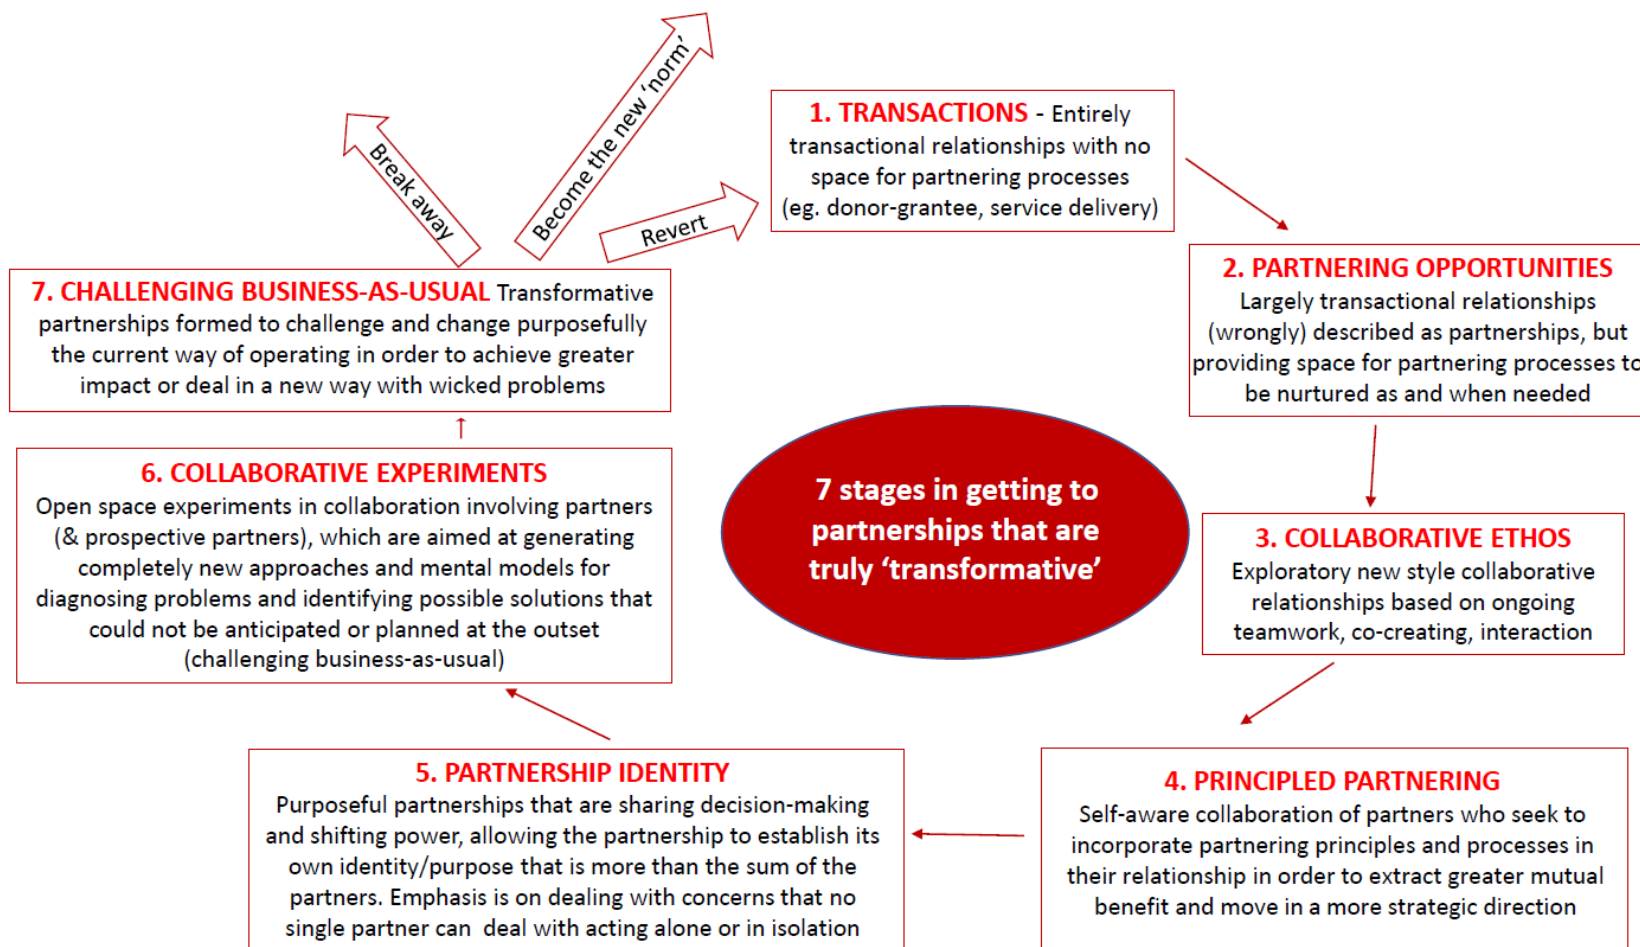 Break away
Become the new ‘norm’
Revert
1. TRANSACTIONS - Entirely
transactional relationships with no
space for partnering processes
(eg. donor-grantee, service delivery)
2. PARTNERING OPPORTUNITIES
Largely transactional relationships
(wrongly) described as partnerships, but
providing space for partnering processes to
be nurtured as and when needed
3. COLLABORATIVE ETHOS
Exploratory new style collaborative
relationships based on ongoing
teamwork, co-creating, interaction
4. PRINCIPLED PARTNERING
Self-aware collaboration of partners who seek to
incorporate partnering principles and processes in
their relationship in order to extract greater mutual
benefit and move in a more strategic direction
5. PARTNERSHIP IDENTITY
Purposeful partnerships that are sharing decision-making
and shifting power, allowing the partnership to establish its
own identity/purpose that is more than the sum of the
partners. Emphasis is on dealing with concerns that no
single partner can  deal with acting alone or in isolation
6. COLLABORATIVE EXPERIMENTS
Open space experiments in collaboration involving partners
(& prospective partners), which are aimed at generating
completely new approaches and mental models for
diagnosing problems and identifying possible solutions that
could not be anticipated or planned at the outset
(challenging business-as-usual)
7. CHALLENGING BUSINESS-AS-USUAL Transformative
partnerships formed to challenge and change purposefully
the current way of operating in order to achieve greater
impact or deal in a new way with wicked problems
7 stages in getting to
partnerships that are
truly ‘transformative’